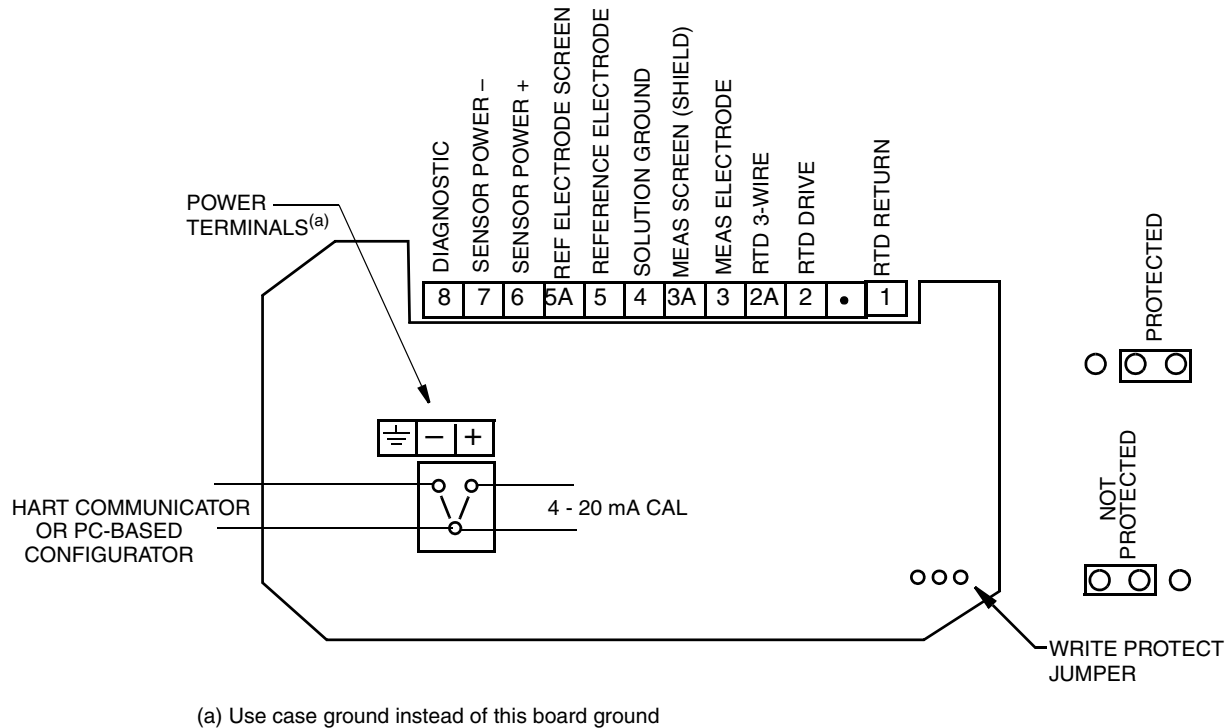 DIAGNOSTIC
SENSOR POWER –
SENSOR POWER +
REF ELECTRODE SCREEN
REFERENCE ELECTRODE
SOLUTION GROUND
MEAS SCREEN (SHIELD)
MEAS ELECTRODE
RTD 3-WIRE
RTD DRIVE
RTD RETURN
8 7 6 5A 5 4 3A 3 2A 2 • 1
POWER
TERMINALS(a)
– +
HART COMMUNICATOR
OR PC-BASED
CONFIGURATOR
4 - 20 mA CAL
PROTECTED
NOT
PROTECTED
WRITE PROTECT
JUMPER
(a) Use case ground instead of this board ground